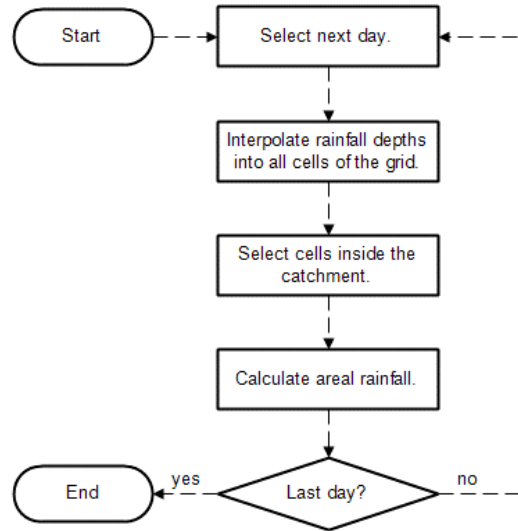 Start
Select next day.
Interpolate rainfall depths
into all cells of the grid.
Select cells inside the
catchment.
Calculate areal rainfall.
yes
no
End
Last day?